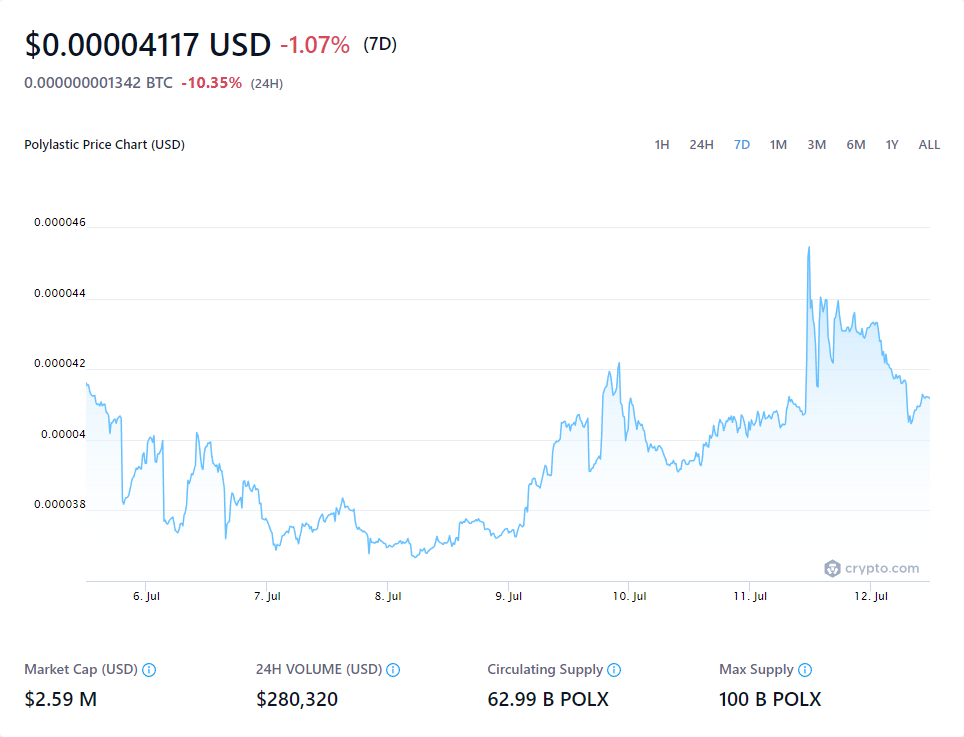 $0.00004117 USD -1.07% (7D)
0.000000001342 BTC -10.35% (24H)
Polylastic Price Chart (USD) 1H 24H 7D 1M 3M 6M 1Y ALL
0.000046
0.000044
0.000042
0.00004
0.000038
crypto.com
6. Jul 7. Jul 8. Jul 9. Jul 10. Jul 11. Jul 12. Jul
Market Cap (USD) 24H VOLUME (USD) Circulating Supply Max Supply
$2.59 M $280,320 62.99 B POLX 100 B POLX